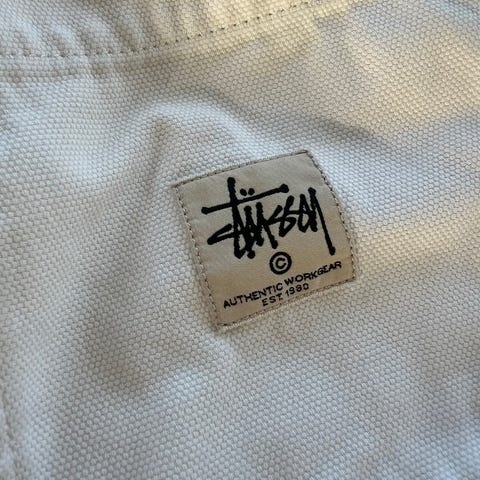 Stüssy
©
AUTHENTIC WORKGEAR
EST. 1980